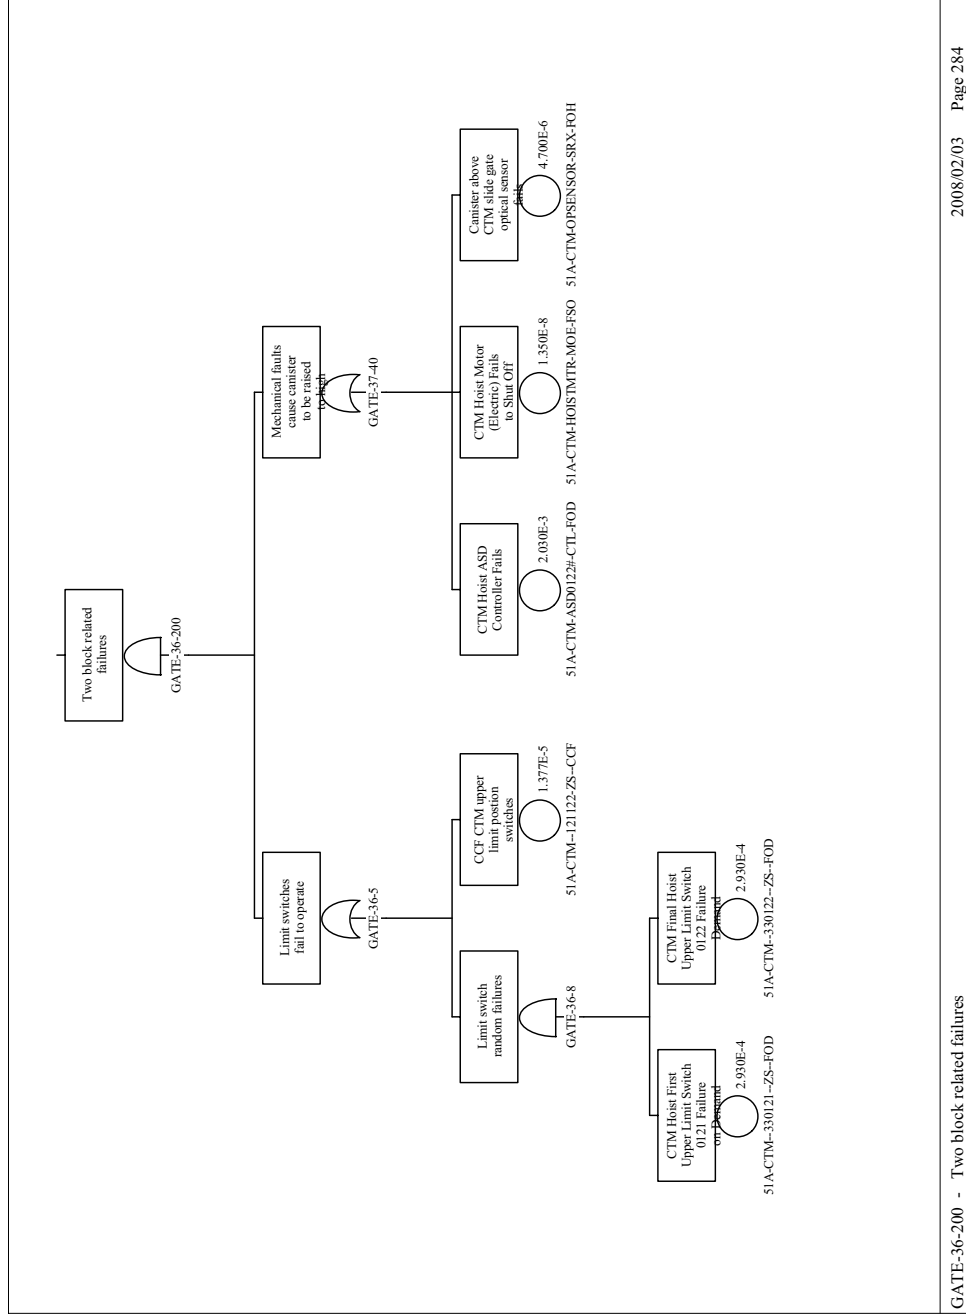 Two block related
failures
GATE-36-200
Limit switches
fail to operate
GATE-36-5
Mechanical faults
cause canister
to be raised
to high
GATE-37-40
Limit switch
random failures
GATE-36-8
CCF CTM upper
limit postion
switches
1.377E-5
51A-CTM--121122-ZS--CCF
CTM Hoist ASD
Controller Fails
2.030E-3
51A-CTM-ASD0122#-CTL-FOD
CTM Hoist Motor
(Electric) Fails
to Shut Off
1.350E-8
51A-CTM-HOISTMTR-MOE-FSO
Canister above
CTM slide gate
optical sensor
fails
4.700E-6
51A-CTM-OPSENSOR-SRX-FOH
CTM Hoist First
Upper Limit Switch
0121 Failure
on Demand
2.930E-4
51A-CTM--330121--ZS--FOD
CTM Final Hoist
Upper Limit Switch
0122 Failure
Demand
2.930E-4
51A-CTM--330122--ZS--FOD
GATE-36-200 - Two block related failures
2008/02/03 Page 284